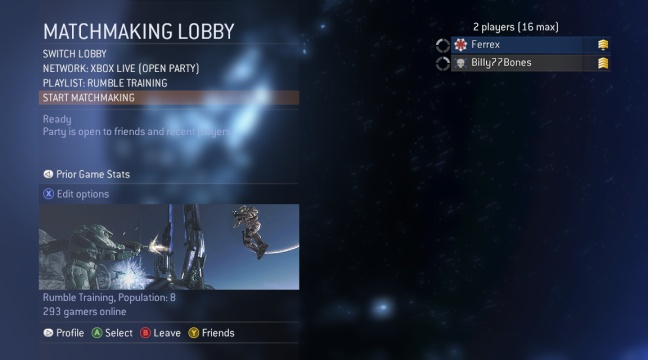 MATCHMAKING LOBBY
SWITCH LOBBY
NETWORK: XBOX LIVE (OPEN PARTY)
PLAYLIST: RUMBLE TRAINING
START MATCHMAKING
Ready
Party is open to friends and recent players
Prior Game Stats
X Edit options
Rumble Training, Population: 8
293 gamers online
Profile A Select B Leave Y Friends
2 players (16 max)
Ferrex
Billy77Bones